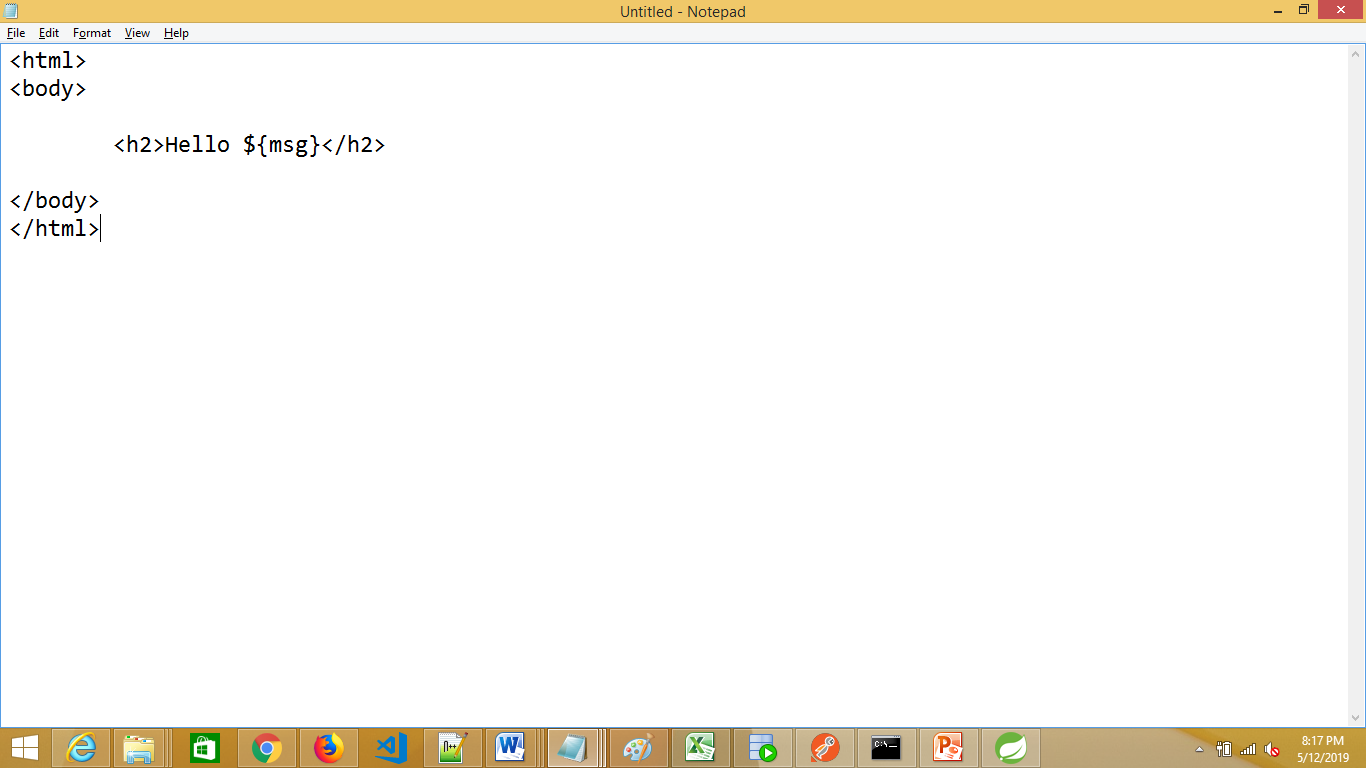 Untitled - Notepad
File Edit Format View Help
<html>
<body>
<h2>Hello ${msg}</h2>
</body>
</html>
8:17 PM
5/12/2019